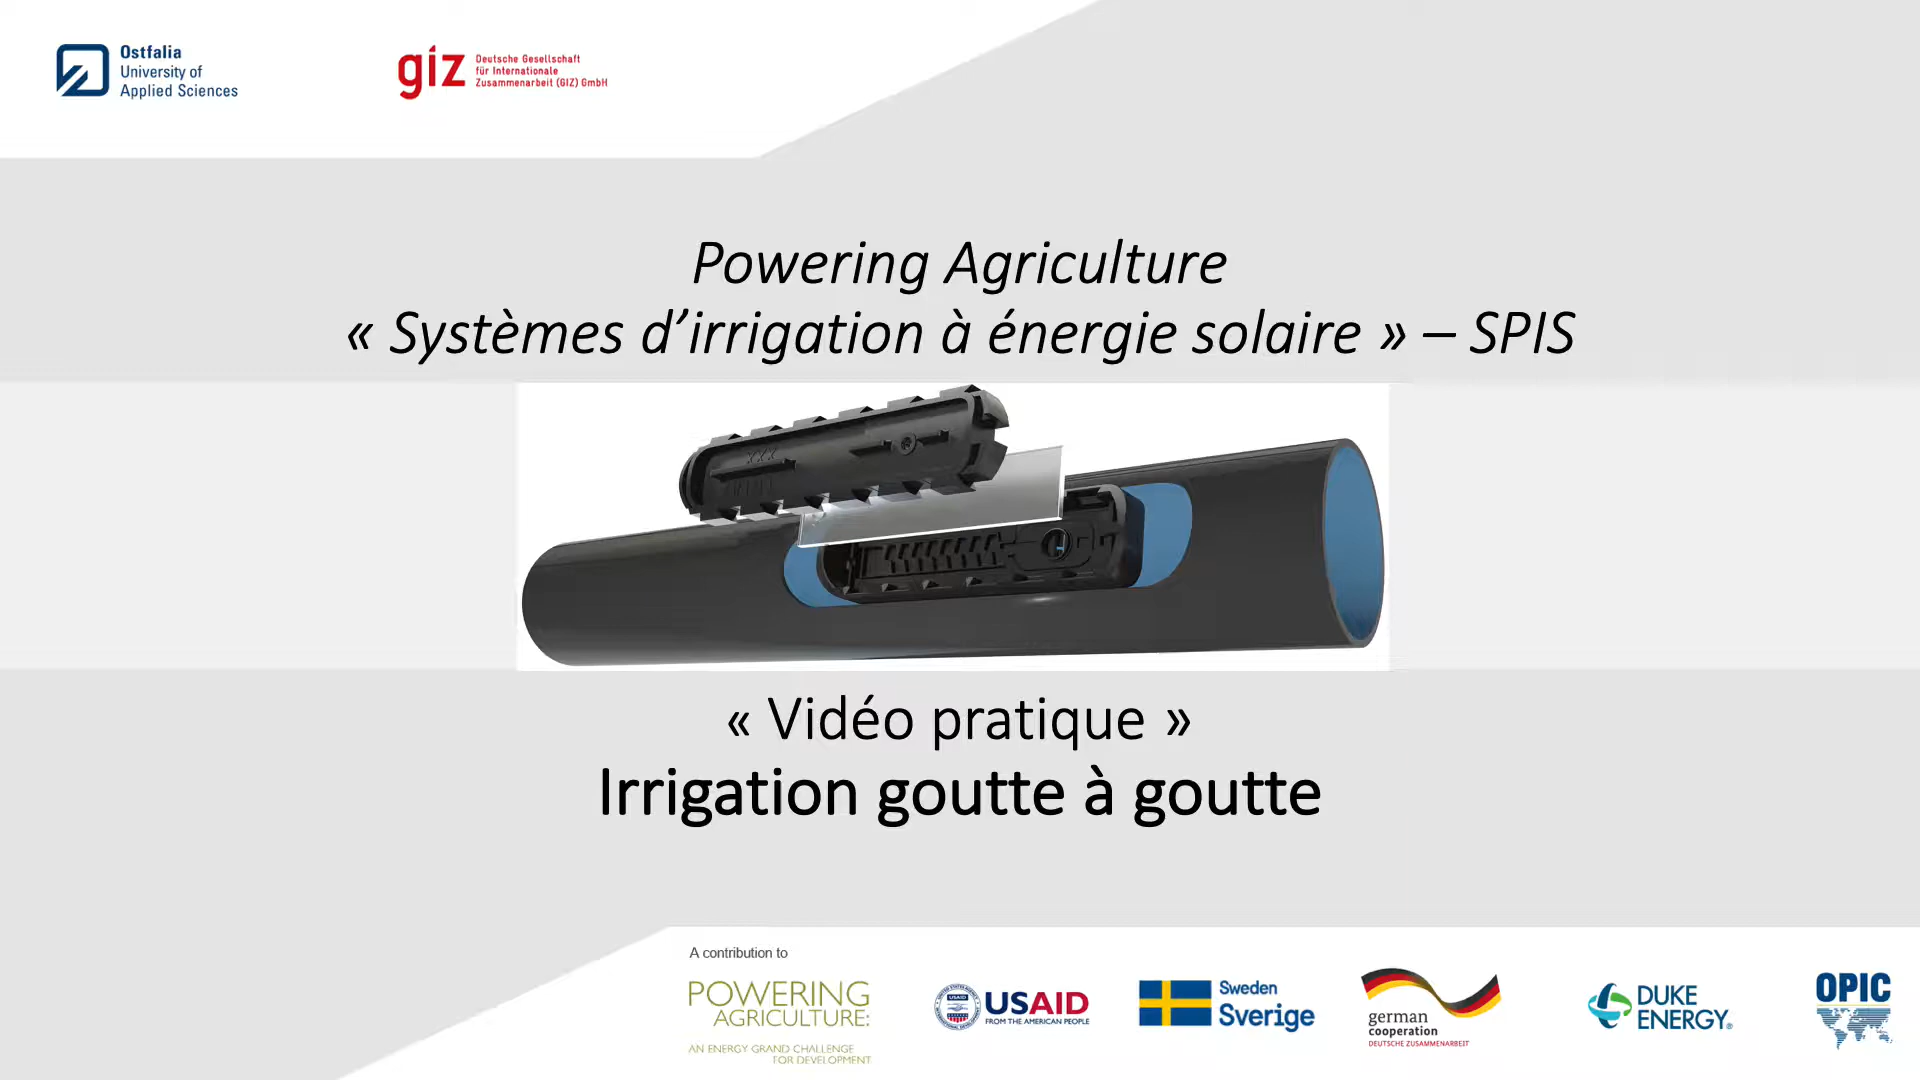 Ostfalia
University of
Applied Sciences
giz
Deutsche Gesellschaft
für Internationale
Zusammenarbeit (GIZ) GmbH
Powering Agriculture
« Systèmes d’irrigation à énergie solaire » – SPIS
« Vidéo pratique »
Irrigation goutte à goutte
A contribution to
POWERING
AGRICULTURE:
AN ENERGY GRAND CHALLENGE
FOR DEVELOPMENT
USAID
USAID
FROM THE AMERICAN PEOPLE
Sweden
Sverige
german
cooperation
DEUTSCHE ZUSAMMENARBEIT
DUKE
ENERGY®
OPIC